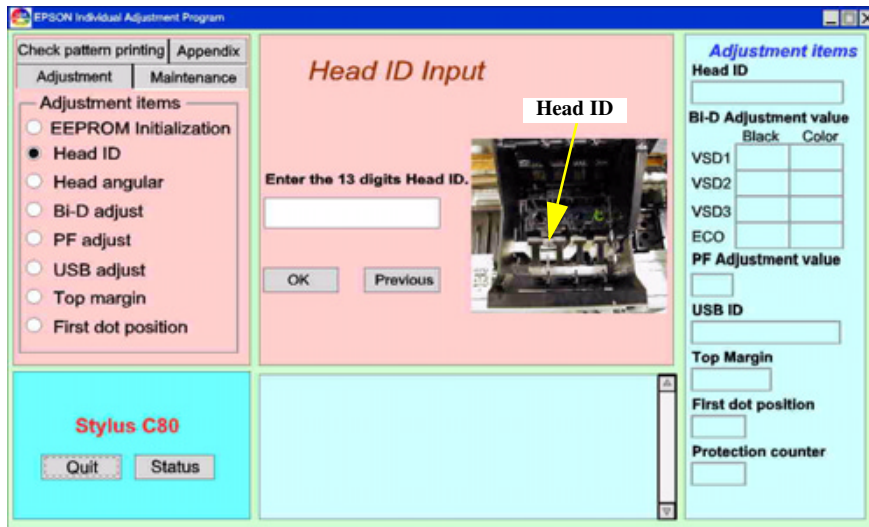 EPSON Individual Adjustment Program
Check pattern printing Appendix
Adjustment Maintenance
Adjustment items
EEPROM Initialization
Head ID
Head angular
Bi-D adjust
PF adjust
USB adjust
Top margin
First dot position
Stylus C80
Quit Status
Head ID Input
Head ID
Enter the 13 digits Head ID.
OK Previous
Adjustment items
Head ID
Bi-D Adjustment value
Black Color
VSD1
VSD2
VSD3
ECO
PF Adjustment value
USB ID
Top Margin
First dot position
Protection counter